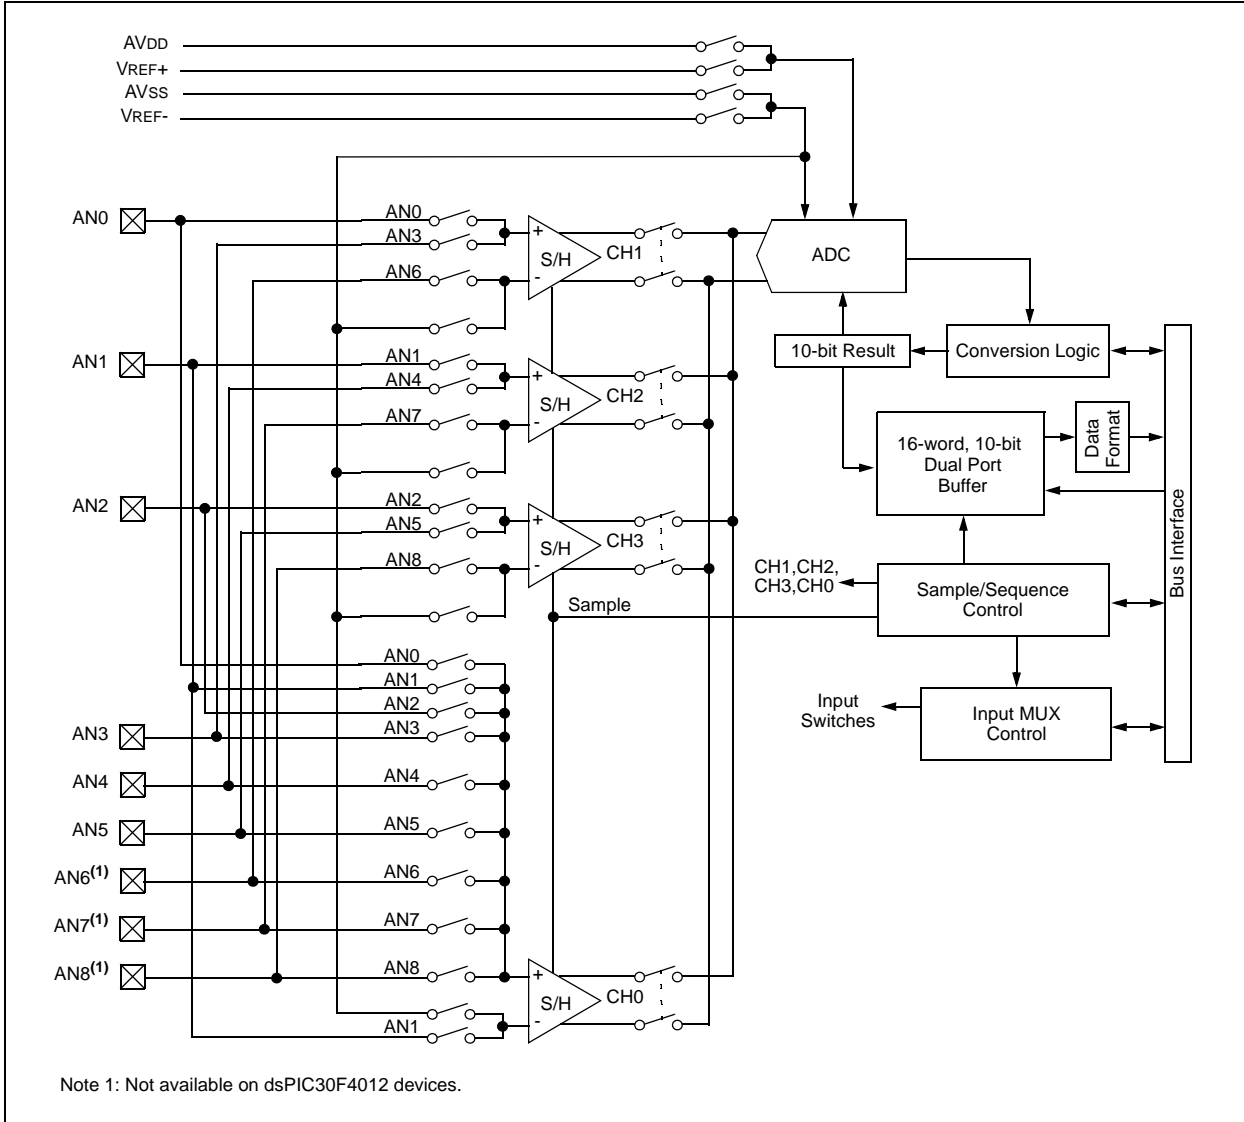 AVDD
VREF+
AVSS
VREF-
AN0
AN0
AN3
AN6
+
-
S/H
CH1
ADC
10-bit Result
Conversion Logic
AN1
AN1
AN4
AN7
+
-
S/H
CH2
16-word, 10-bit
Dual Port
Buffer
Data
Format
Bus Interface
AN2
AN2
AN5
AN8
+
-
S/H
CH3
CH1,CH2,
CH3,CH0
Sample/Sequence
Control
Sample
AN0
AN1
AN2
AN3
Input
Switches
Input MUX
Control
AN3
AN4
AN4
AN5
AN5
AN6(1)
AN6
AN7(1)
AN7
AN8(1)
AN8
AN1
+
-
S/H
CH0
Note 1: Not available on dsPIC30F4012 devices.